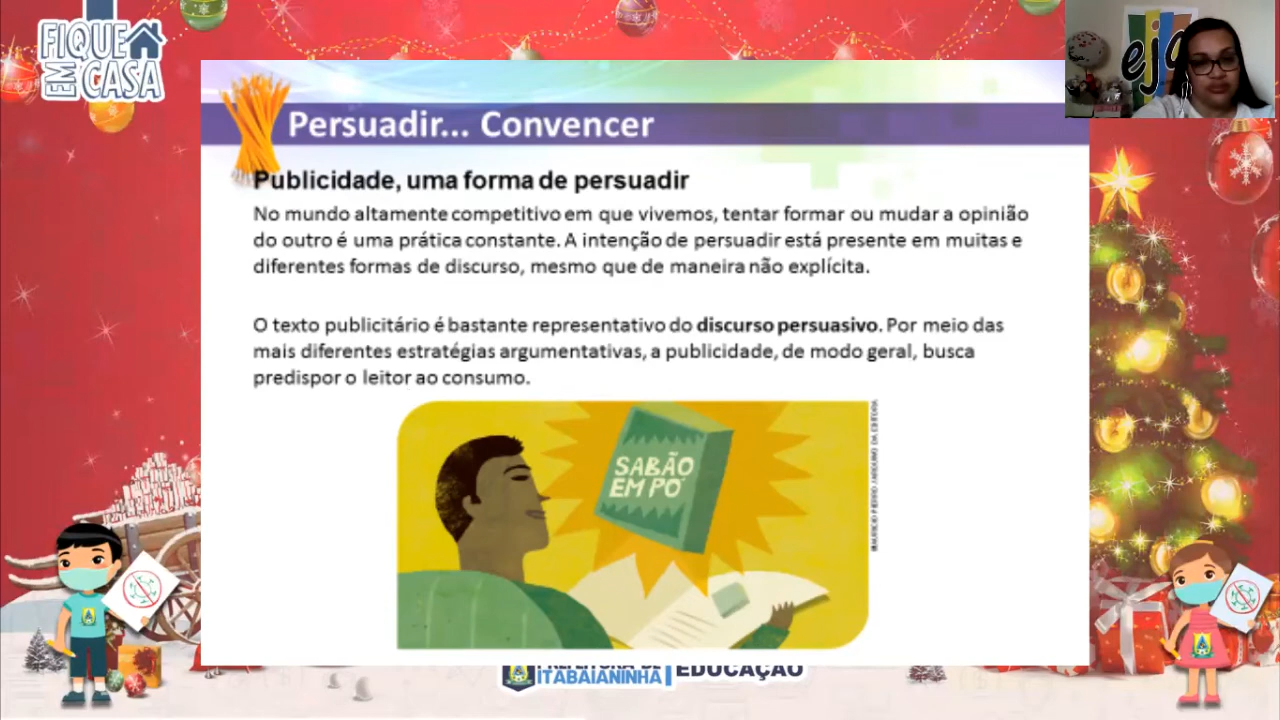 FIQUE
EM CASA
eja
Persuadir... Convencer
Publicidade, uma forma de persuadir
No mundo altamente competitivo em que vivemos, tentar formar ou mudar a opinião
do outro é uma prática constante. A intenção de persuadir está presente em muitas e
diferentes formas de discurso, mesmo que de maneira não explícita.
O texto publicitário é bastante representativo do discurso persuasivo. Por meio das
mais diferentes estratégias argumentativas, a publicidade, de modo geral, busca
predispor o leitor ao consumo.
SABÃO
EM PÓ
PREFEITURA DE
ITABAIANINHA
EDUCAÇÃO